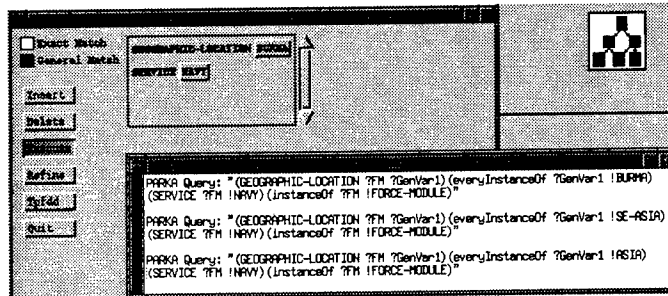 Exact Match
General Match
GEOGRAPHIC-LOCATION BURMA
SERVICE NAVY
Insert
Delete
Refine
Tpfdd
Quit
PARKA Query: "(GEOGRAPHIC-LOCATION ?FM ?GenVar1)(everyInstanceOf ?GenVar1 !BURMA)
(SERVICE ?FM !NAVY)(instanceOf ?FM !FORCE-MODULE)"
PARKA Query: "(GEOGRAPHIC-LOCATION ?FM ?GenVar1)(everyInstanceOf ?GenVar1 !SE-ASIA)
(SERVICE ?FM !NAVY)(instanceOf ?FM !FORCE-MODULE)"
PARKA Query: "(GEOGRAPHIC-LOCATION ?FM ?GenVar1)(everyInstanceOf ?GenVar1 !ASIA)
(SERVICE ?FM !NAVY)(instanceOf ?FM !FORCE-MODULE)"